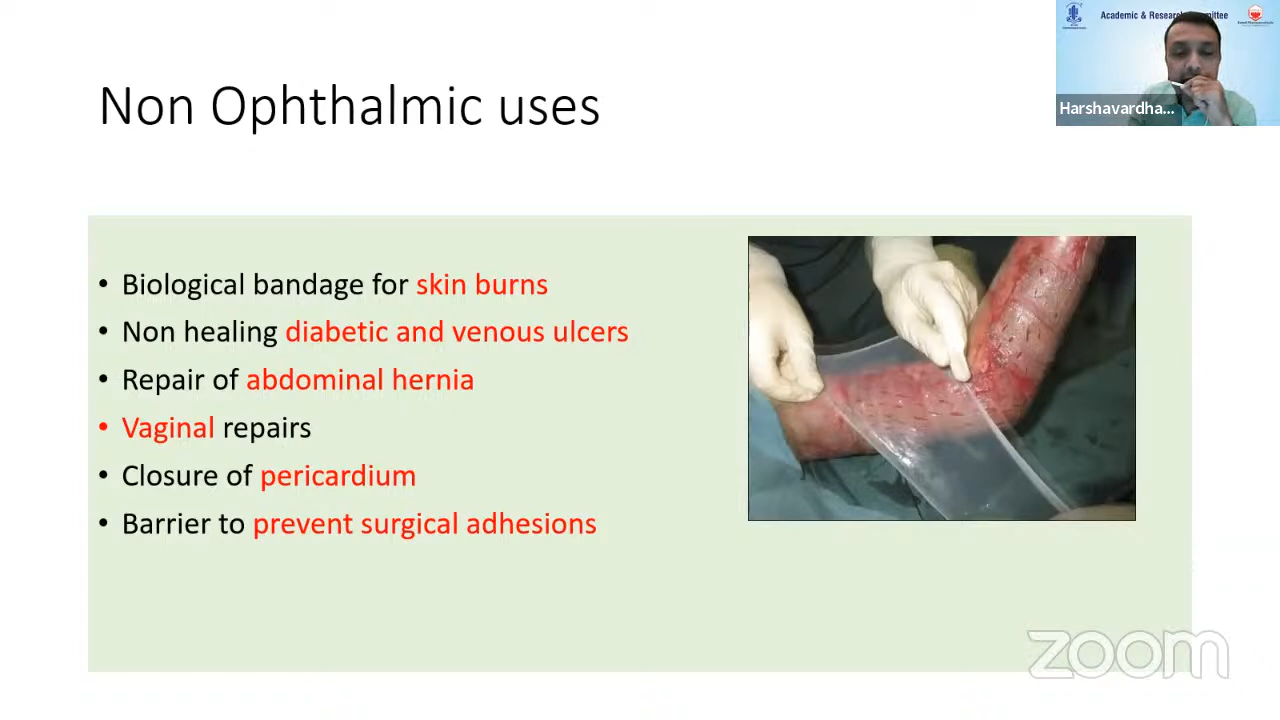 Academic & Research Committee
Harshavardha...
Non Ophthalmic uses
• Biological bandage for skin burns
• Non healing diabetic and venous ulcers
• Repair of abdominal hernia
• Vaginal repairs
• Closure of pericardium
• Barrier to prevent surgical adhesions
zoom